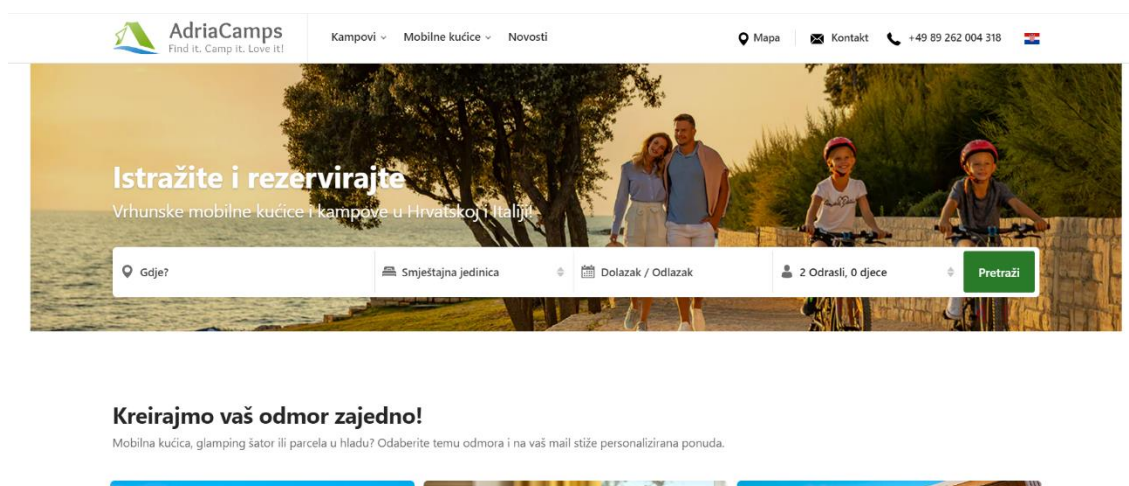 AdriaCamps
Find it. Camp it. Love it!
Kampovi
Mobilne kućice
Novosti
Mapa
Kontakt
+49 89 262 004 318
Istražite i rezervirajte
Vrhunske mobilne kućice i kampove u Hrvatskoj i Italiji!
Gdje?
Smještajna jedinica
Dolazak / Odlazak
2 Odrasli, 0 djece
Pretraži
Kreirajmo vaš odmor zajedno!
Mobilna kućica, glamping šator ili parcela u hladu? Odaberite temu odmora i na vaš mail stiže personalizirana ponuda.